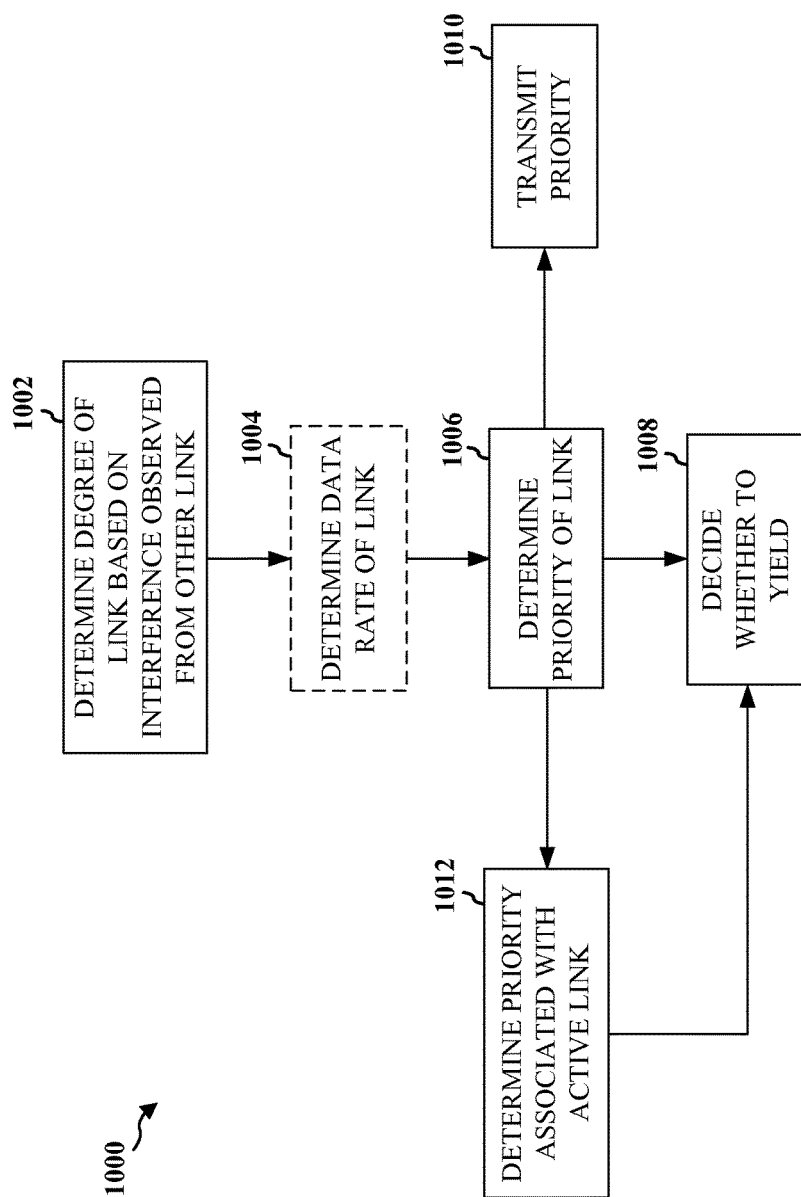 1000
1002
DETERMINE DEGREE OF
LINK BASED ON
INTERFERENCE OBSERVED
FROM OTHER LINK
1004
DETERMINE DATA
RATE OF LINK
1006
DETERMINE
PRIORITY OF LINK
1010
TRANSMIT
PRIORITY
1012
DETERMINE PRIORITY
ASSOCIATED WITH
ACTIVE LINK
1008
DECIDE
WHETHER TO
YIELD